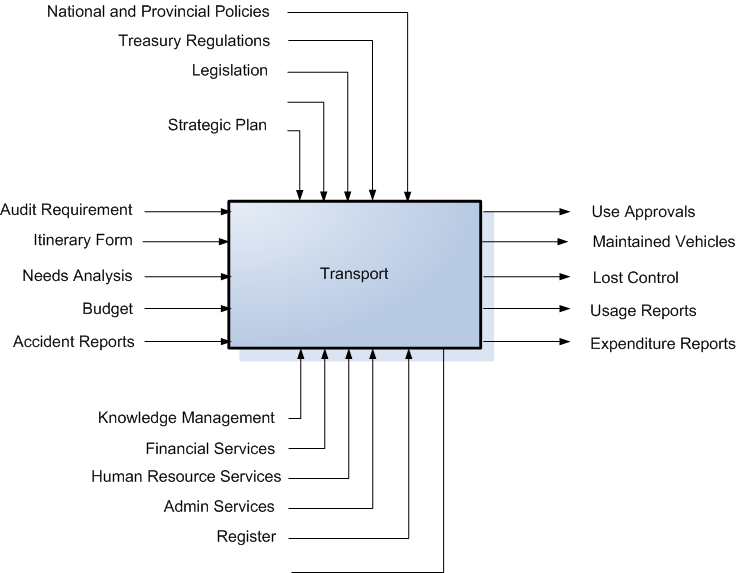 National and Provincial Policies
Treasury Regulations
Legislation
Strategic Plan
Audit Requirement
Itinerary Form
Needs Analysis
Budget
Accident Reports
Transport
Use Approvals
Maintained Vehicles
Lost Control
Usage Reports
Expenditure Reports
Knowledge Management
Financial Services
Human Resource Services
Admin Services
Register